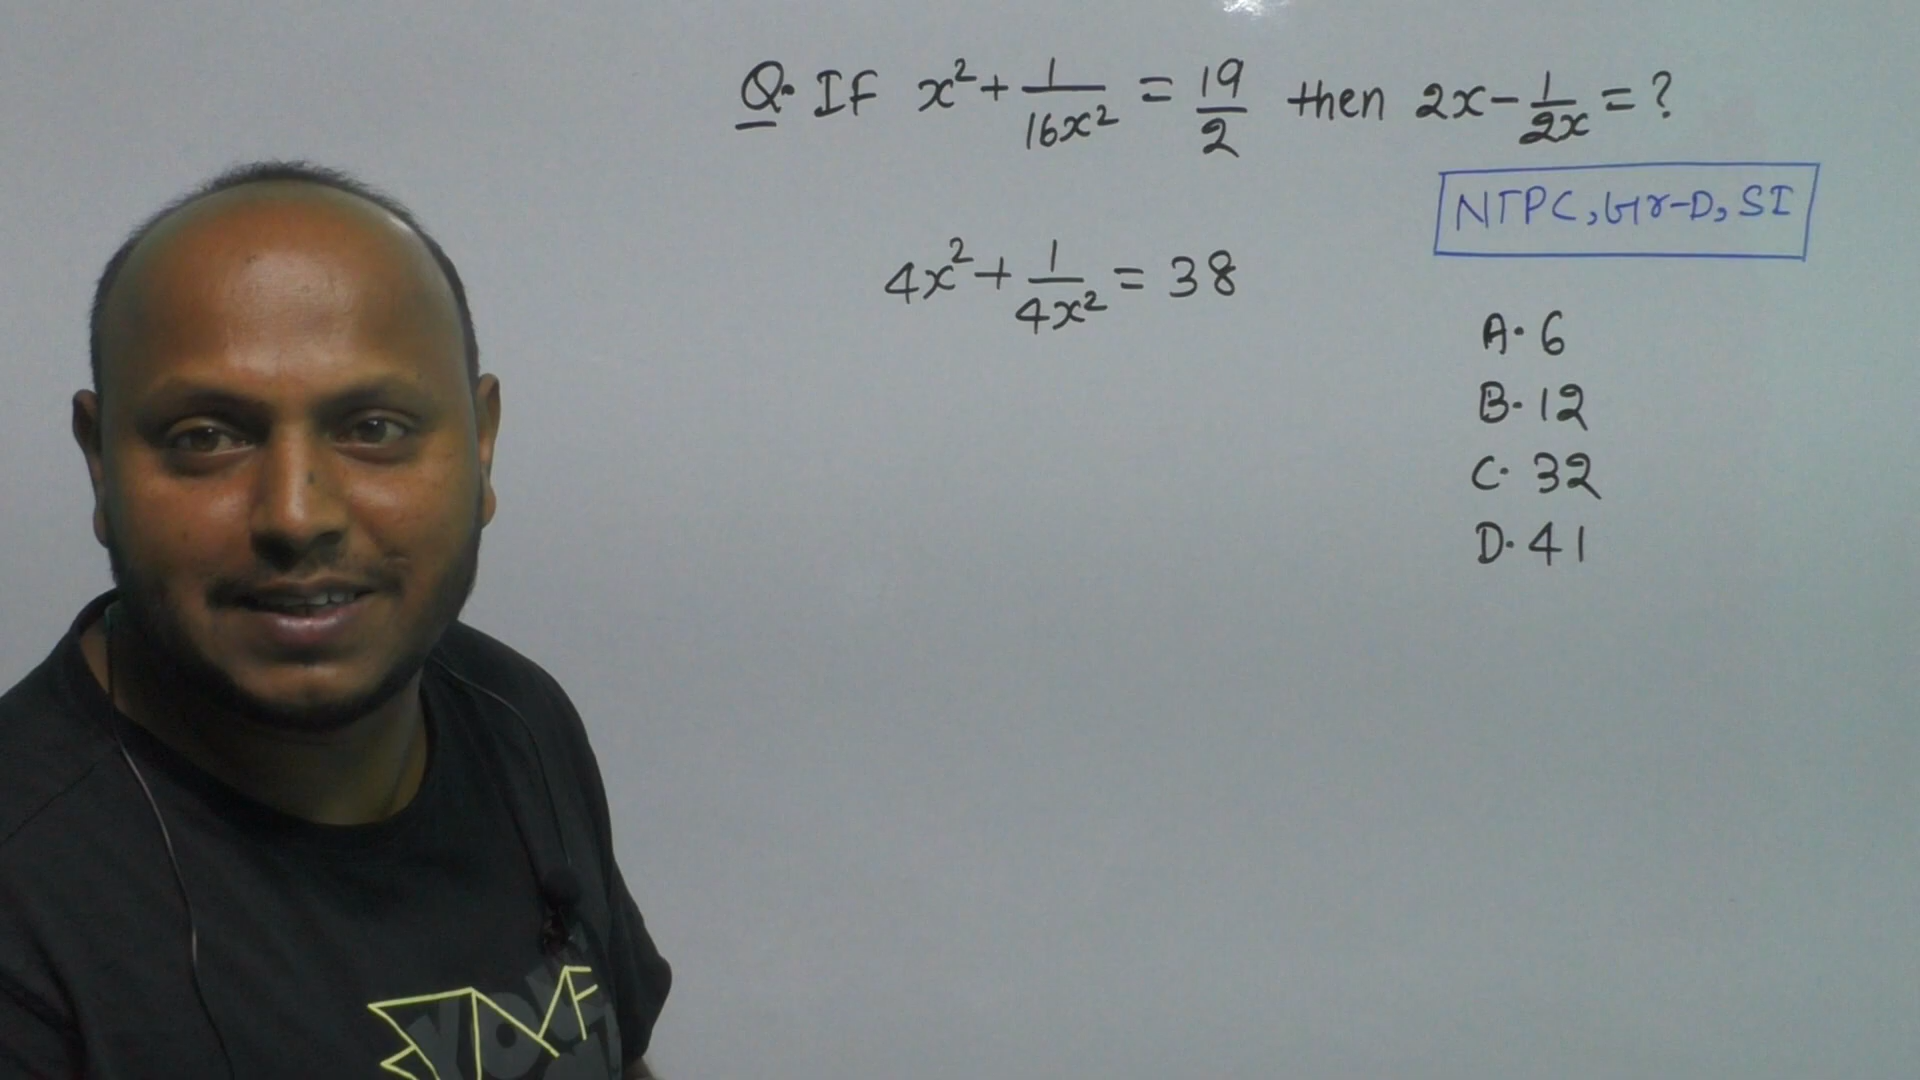 Q. If x² + 1/16x² = 19/2 then 2x - 1/2x = ?
NTPC, Gr-D, SI
4x² + 1/4x² = 38
A. 6
B. 12
C. 32
D. 41